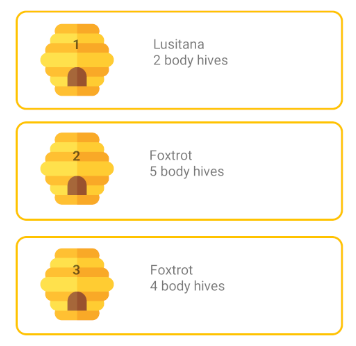 1
Lusitana
2 body hives
2
Foxtrot
5 body hives
3
Foxtrot
4 body hives